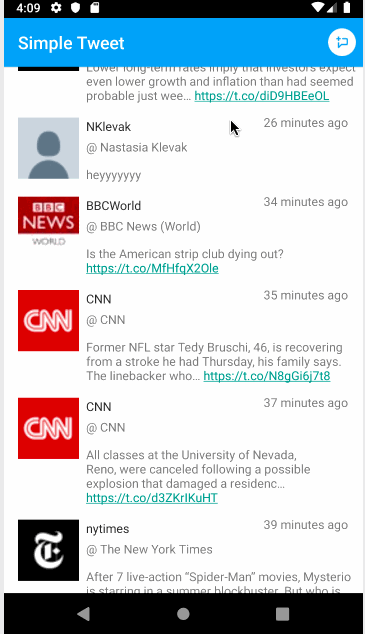 4:09
Simple Tweet
Lower long-term rates imply that investors expect
even lower growth and inflation than had seemed
probable just wee… https://t.co/diD9HBEeOL
NKlevak
26 minutes ago
@ Nastasia Klevak
heyyyyyyy
BBC
NEWS
WORLD
BBCWorld
34 minutes ago
@ BBC News (World)
Is the American strip club dying out?
https://t.co/MfHfqX2Ole
CNN
CNN
35 minutes ago
@ CNN
Former NFL star Tedy Bruschi, 46, is recovering
from a stroke he had Thursday, his family says.
The linebacker who… https://t.co/N8gGi6j7t8
CNN
CNN
37 minutes ago
@ CNN
All classes at the University of Nevada,
Reno, were canceled following a possible
explosion that damaged a residenc…
https://t.co/d3ZKrIKuHT
nytimes
39 minutes ago
@ The New York Times
After 7 live-action “Spider-Man” movies, Mysterio
is starring in a summer blockbuster. But who is